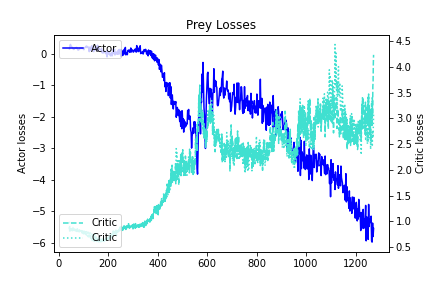 Prey Losses
Actor
Critic
Critic
Actor losses
Critic losses
0
−1
−2
−3
−4
−5
−6
4.5
4.0
3.5
3.0
2.5
2.0
1.5
1.0
0.5
0 200 400 600 800 1000 1200